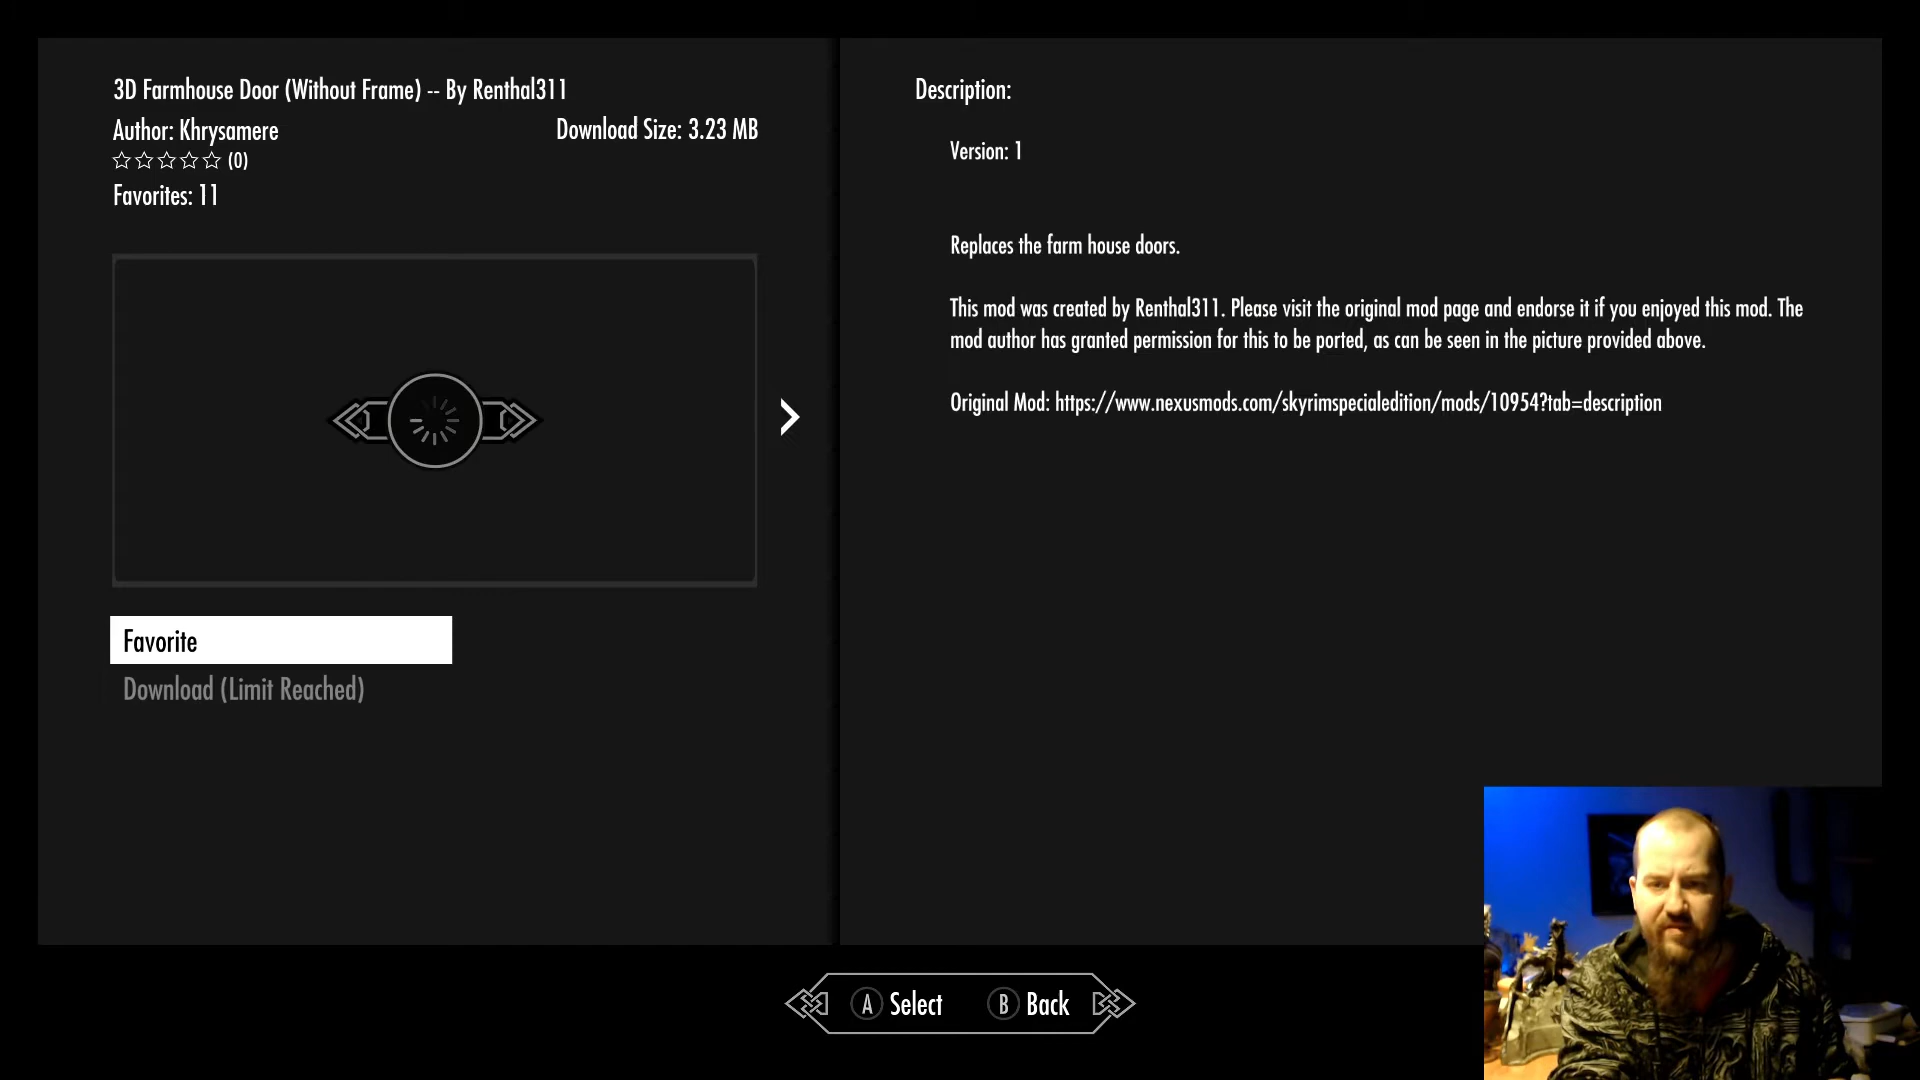 3D Farmhouse Door (Without Frame) -- By Renthal311
Author: Khrysamere
Download Size: 3.23 MB
(0)
Favorites: 11
Favorite
Download (Limit Reached)
Description:
Version: 1
Replaces the farm house doors.
This mod was created by Renthal311. Please visit the original mod page and endorse it if you enjoyed this mod. The
mod author has granted permission for this to be ported, as can be seen in the picture provided above.
Original Mod: https://www.nexusmods.com/skyrimspecialedition/mods/10954?tab=description
A Select B Back